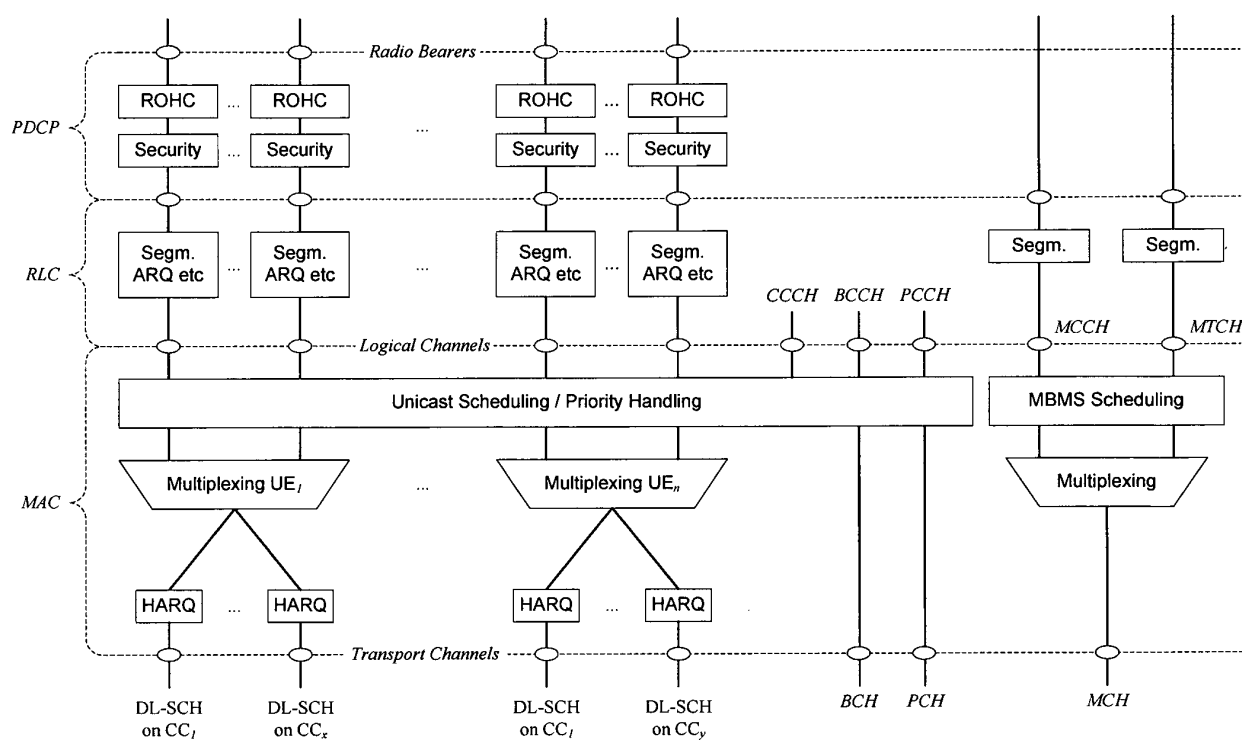 Radio Bearers
ROHC ... ROHC ROHC ... ROHC
PDCP ...
Security ... Security Security ... Security
Segm. Segm. Segm. Segm. Segm. Segm.
ARQ etc ... ARQ etc ... ARQ etc ... ARQ etc
RLC
CCCH BCCH PCCH
MCCH MTCH
Logical Channels
Unicast Scheduling / Priority Handling MBMS Scheduling
Multiplexing UE1 ... Multiplexing UEn Multiplexing
MAC
HARQ ... HARQ HARQ ... HARQ
Transport Channels
DL-SCH DL-SCH DL-SCH DL-SCH BCH PCH MCH
on CC1 on CCx on CC1 on CCy